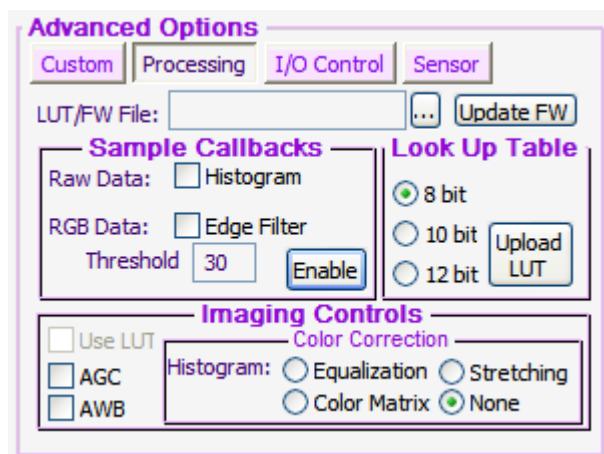 Advanced Options
Custom Processing I/O Control Sensor
LUT/FW File: ... Update FW
Sample Callbacks
Raw Data: Histogram
RGB Data: Edge Filter
Threshold 30 Enable
Look Up Table
8 bit
10 bit
12 bit
Upload
LUT
Imaging Controls
Use LUT
AGC
AWB
Color Correction
Histogram: Equalization Stretching
Color Matrix None